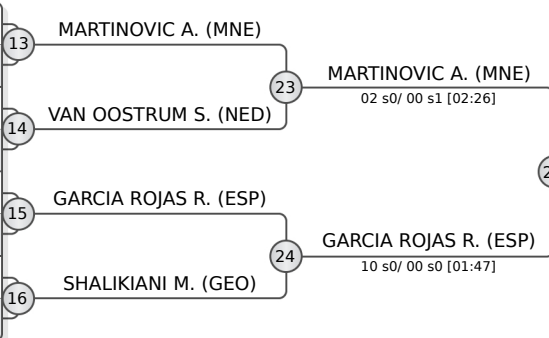 MARTINOVIC A. (MNE)
13
23
MARTINOVIC A. (MNE)
02 s0/ 00 s1 [02:26]
VAN OOSTRUM S. (NED)
14
GARCIA ROJAS R. (ESP)
15
24
GARCIA ROJAS R. (ESP)
10 s0/ 00 s0 [01:47]
SHALIKIANI M. (GEO)
16